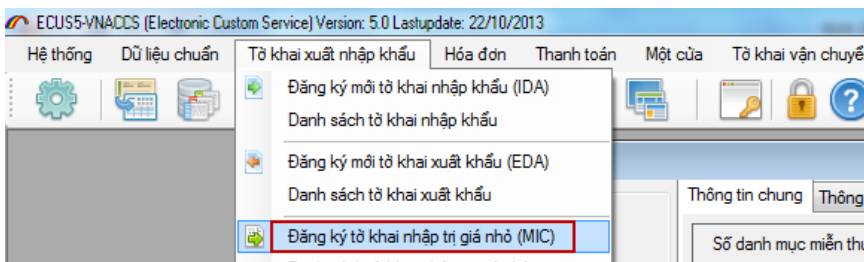 ECUS5-VNACCS (Electronic Custom Service) Version: 5.0 Lastupdate: 22/10/2013
Hệ thống Dữ liệu chuẩn Tờ khai xuất nhập khẩu Hóa đơn Thanh toán Một cửa Tờ khai vận chuyể
Đăng ký mới tờ khai nhập khẩu (IDA)
Danh sách tờ khai nhập khẩu
Đăng ký mới tờ khai xuất khẩu (EDA)
Danh sách tờ khai xuất khẩu
Thông tin chung Thông
Đăng ký tờ khai nhập trị giá nhỏ (MIC)
Số danh mục miễn thu